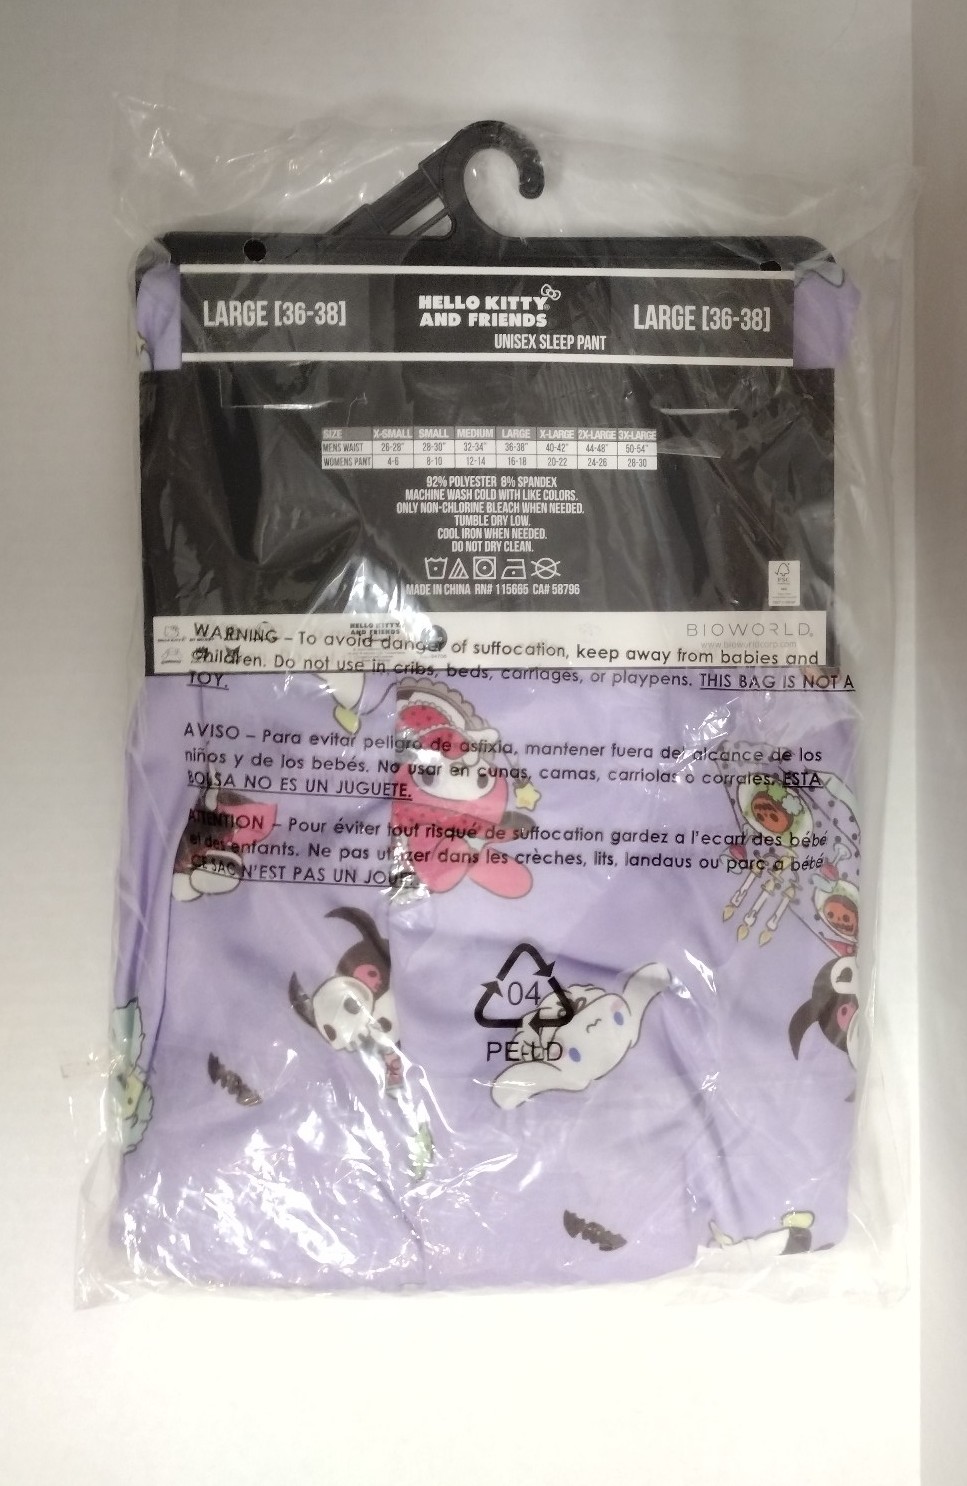 LARGE [36-38]
HELLO KITTY®
AND FRIENDS
UNISEX SLEEP PANT
LARGE [36-38]
SIZE X-SMALL SMALL MEDIUM LARGE X-LARGE 2X-LARGE 3X-LARGE
MENS WAIST 26-28" 28-30" 32-34" 36-38" 40-42" 44-48" 50-54"
WOMENS PANT 4-6 8-10 12-14 16-18 20-22 24-26 28-30
92% POLYESTER 8% SPANDEX
MACHINE WASH COLD WITH LIKE COLORS.
ONLY NON-CHLORINE BLEACH WHEN NEEDED.
TUMBLE DRY LOW.
COOL IRON WHEN NEEDED.
DO NOT DRY CLEAN.
MADE IN CHINA RN# 115665 CA# 58796
FSC
HELLO KITTY
AND FRIENDS
BIOWORLD®
WARNING – To avoid danger of suffocation, keep away from babies and
children. Do not use in cribs, beds, carriages, or playpens. THIS BAG IS NOT A
TOY.
AVISO – Para evitar peligro de asfixia, mantener fuera del alcance de los
niños y de los bebés. No usar en cunas, camas, carriolas o corrales. ESTA
BOLSA NO ES UN JUGUETE.
ATTENTION – Pour éviter tout risqué de suffocation gardez a l'ecart des bébé
et des enfants. Ne pas utilizer dans les crèches, lits, landaus ou parc a bébé
CE SAC N'EST PAS UN JOUET
04
PE-LD